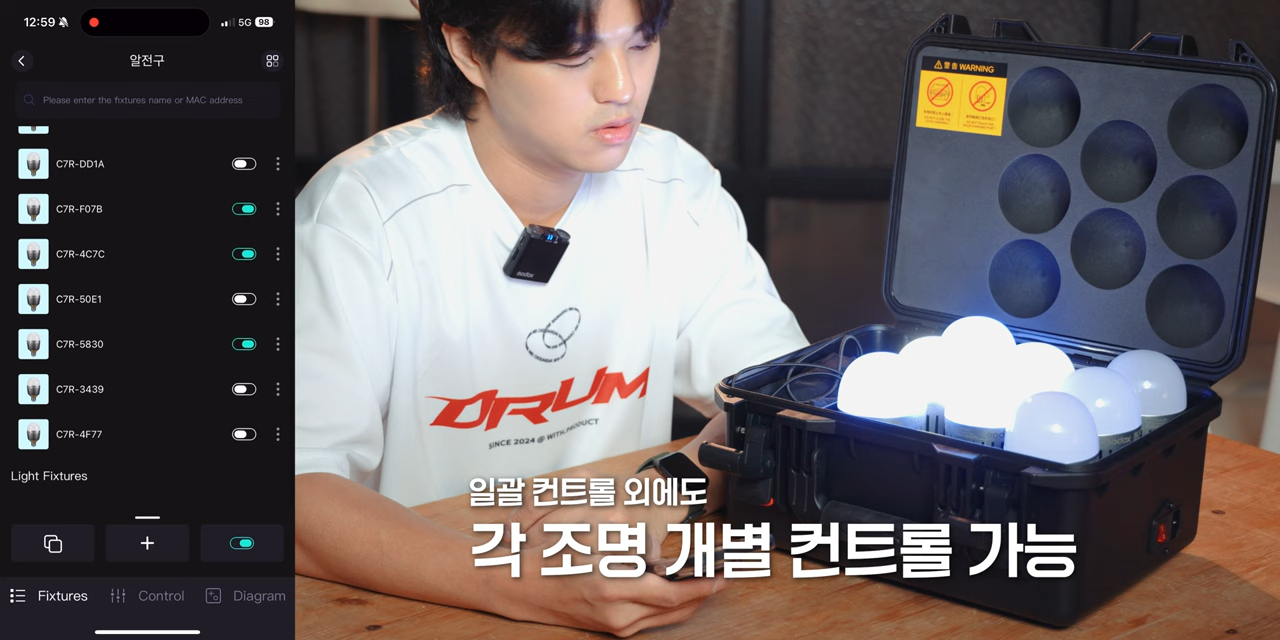 12:59
5G
98
알전구
Please enter the fixtures name or MAC address
C7R-DD1A
C7R-F07B
C7R-4C7C
C7R-50E1
C7R-5830
C7R-3439
C7R-4F77
Light Fixtures
Fixtures
Control
Diagram
WARNING
Godox
DRUM
SINCE 2024 @ WITH.PRODUCT
일괄 컨트롤 외에도
각 조명 개별 컨트롤 가능